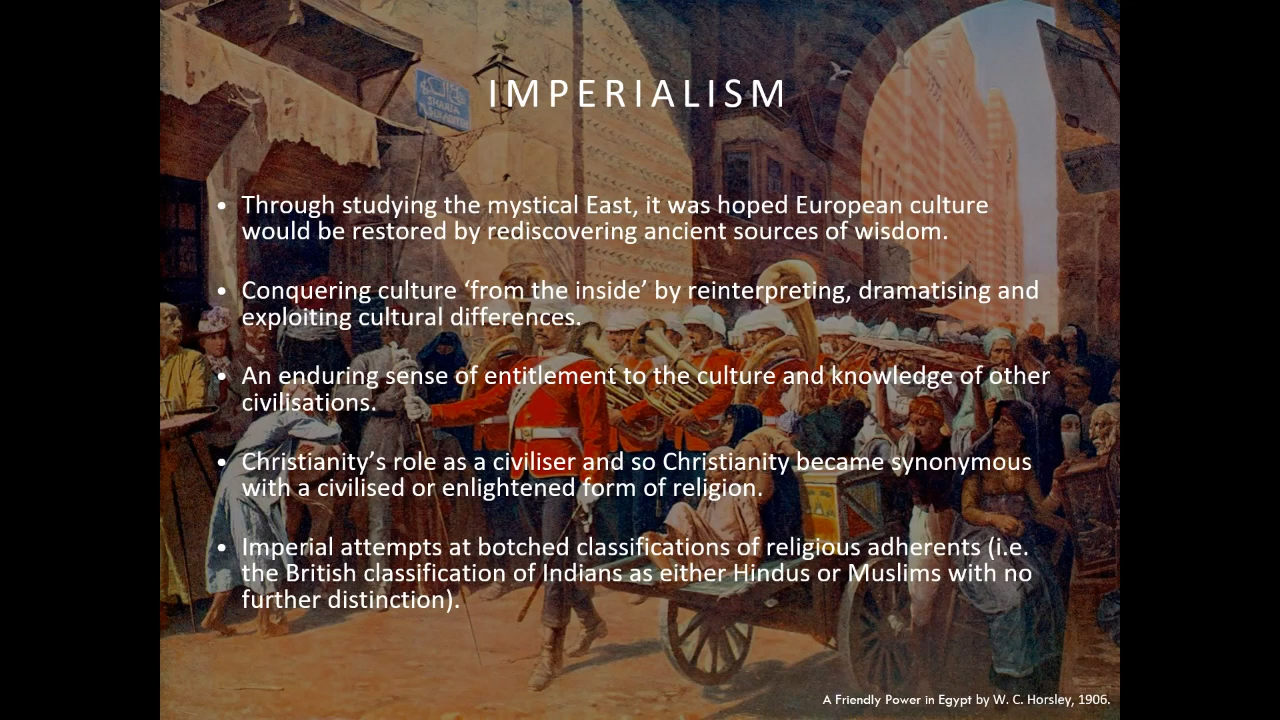 IMPERIALISM
• Through studying the mystical East, it was hoped European culture
would be restored by rediscovering ancient sources of wisdom.
• Conquering culture ‘from the inside’ by reinterpreting, dramatising and
exploiting cultural differences.
• An enduring sense of entitlement to the culture and knowledge of other
civilisations.
• Christianity’s role as a civiliser and so Christianity became synonymous
with a civilised or enlightened form of religion.
• Imperial attempts at botched classifications of religious adherents (i.e.
the British classification of Indians as either Hindus or Muslims with no
further distinction).
A Friendly Power in Egypt by W. C. Horsley, 1906.